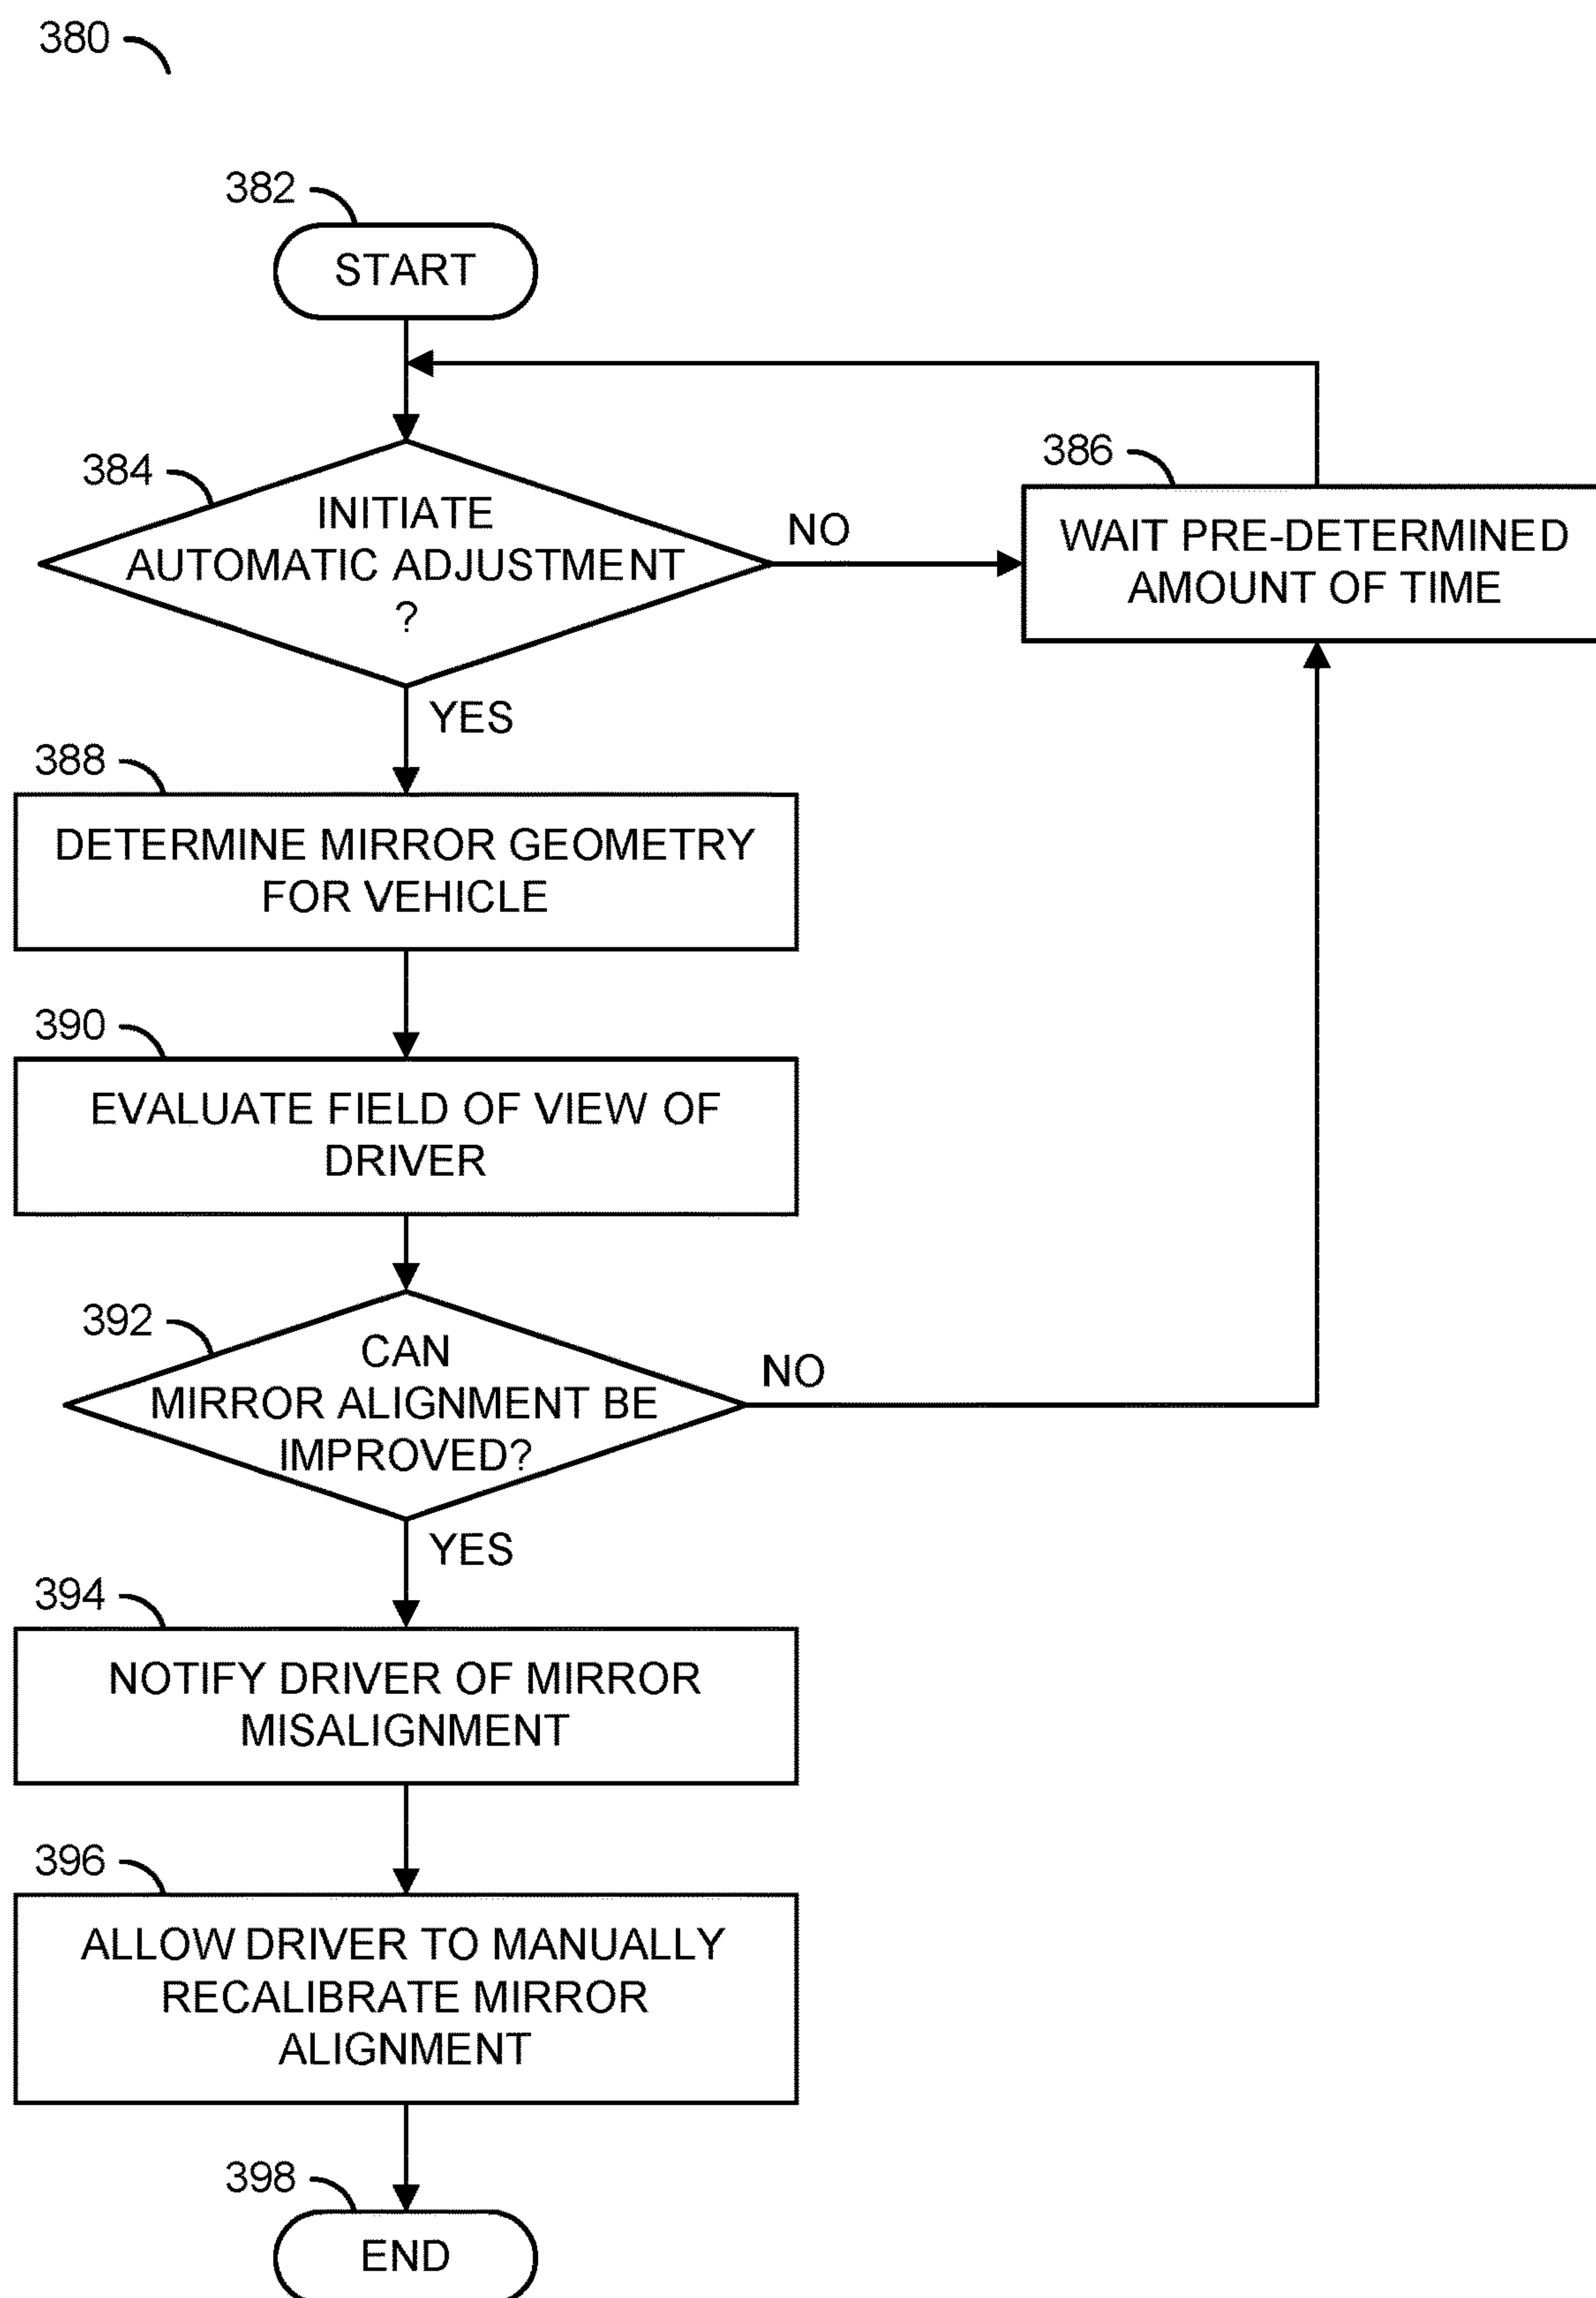 380
382
START
384
INITIATE
AUTOMATIC ADJUSTMENT
?
NO
386
WAIT PRE-DETERMINED
AMOUNT OF TIME
YES
388
DETERMINE MIRROR GEOMETRY
FOR VEHICLE
390
EVALUATE FIELD OF VIEW OF
DRIVER
392
CAN
MIRROR ALIGNMENT BE
IMPROVED?
NO
YES
394
NOTIFY DRIVER OF MIRROR
MISALIGNMENT
396
ALLOW DRIVER TO MANUALLY
RECALIBRATE MIRROR
ALIGNMENT
398
END